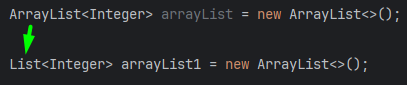 ArrayList<Integer> arrayList = new ArrayList<>();
List<Integer> arrayList1 = new ArrayList<>();